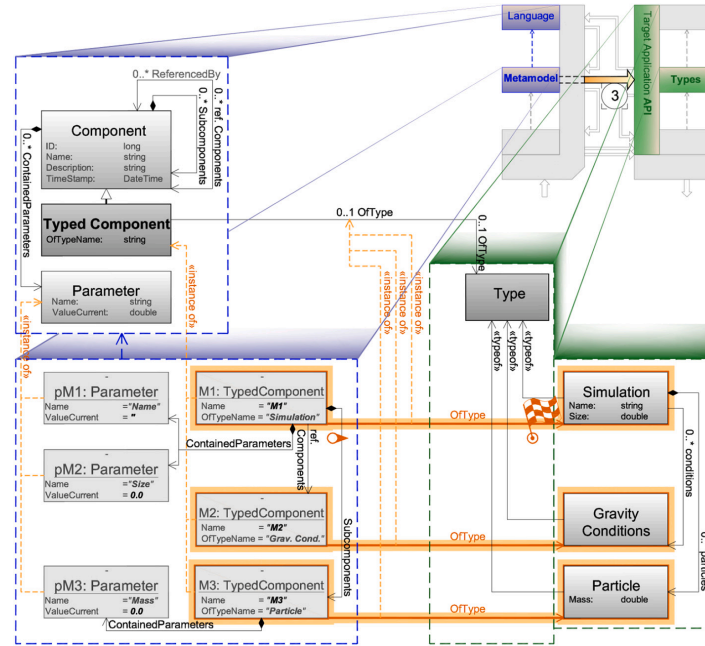 Language
Metamodel
Target Application API
Types
3
0..* ReferencedBy
0..* Subcomponents
0..* ref. Components
0..* ContainedParameters
Component
ID: long
Name: string
Description: string
TimeStamp: DateTime
Typed Component
OfTypeName: string
0..1 OfType
0..1 OfType
Parameter
Name: string
ValueCurrent: double
«instance of»
«instance of»
«instance of»
«instance of»
«instance of»
Type
«typeof»
«typeof»
«typeof»
-
pM1: Parameter
Name ="Name"
ValueCurrent = "
-
M1: TypedComponent
Name = "M1"
OfTypeName = "Simulation"
OfType
Simulation
Name: string
Size: double
ContainedParameters
ref.
Components
0..* conditions
-
pM2: Parameter
Name ="Size"
ValueCurrent = 0.0
-
M2: TypedComponent
Name = "M2"
OfTypeName = "Grav. Cond."
OfType
Gravity
Conditions
Subcomponents
particles
-
pM3: Parameter
Name ="Mass"
ValueCurrent = 0.0
-
M3: TypedComponent
Name = "M3"
OfTypeName = "Particle"
OfType
Particle
Mass: double
ContainedParameters